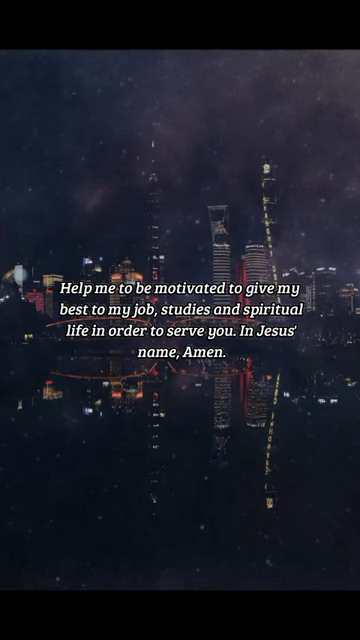 Help me to be motivated to give my
best to my job, studies and spiritual
life in order to serve you. In Jesus'
name, Amen.